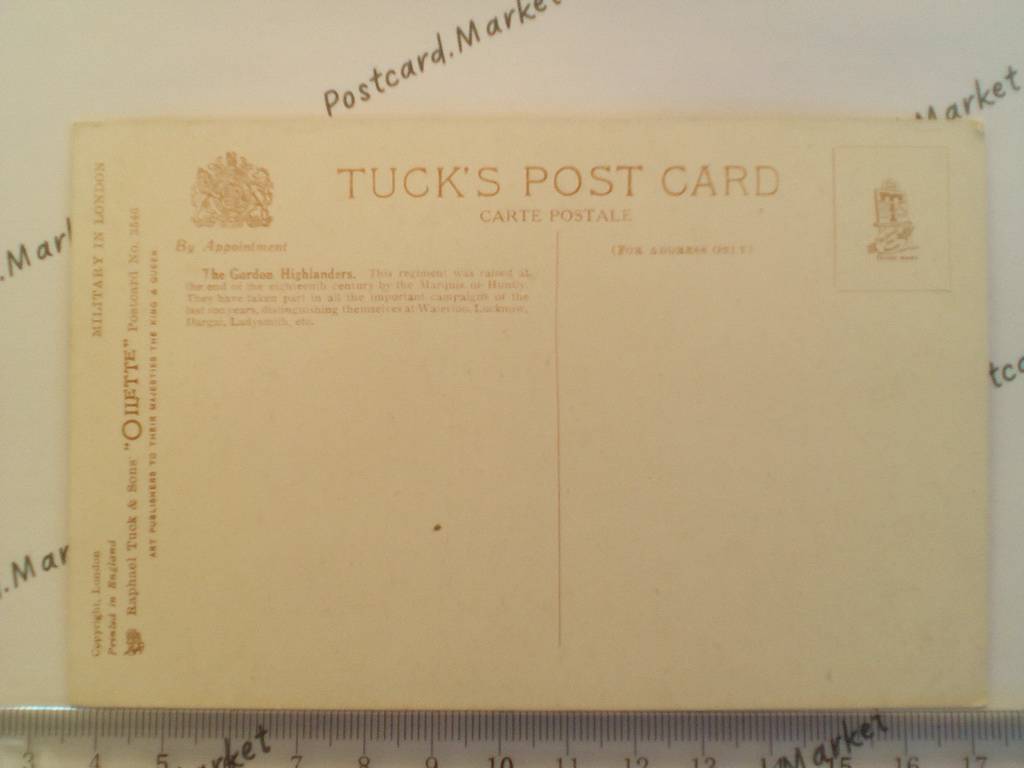 Postcard.Market
Market
TUCK'S POST CARD
CARTE POSTALE
By Appointment
(FOR ADDRESS ONLY)
The Gordon Highlanders. This regiment was raised at
the end of the eighteenth century by the Marquis of Huntly.
They have taken part in all the important campaigns of the
last 100 years, distinguishing themselves at Waterloo, Lucknow,
Dargai, Ladysmith, etc.
T
MILITARY IN LONDON
Copyright, London
Printed in England
Raphael Tuck & Sons' "OILETTE" Postcard No. 3546
ART PUBLISHERS TO THEIR MAJESTIES THE KING & QUEEN
.Mar
.Mar
tco
rket
Market
3 4 5 7 8 9 10 11 12 13 14 15 16 17